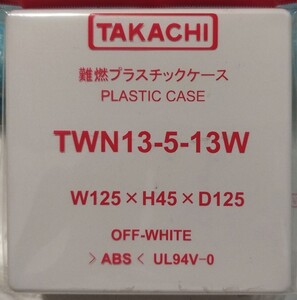 TAKACHI
難燃プラスチックケース
PLASTIC CASE
TWN13-5-13W
W125×H45×D125
OFF-WHITE
>ABS< UL94V-0